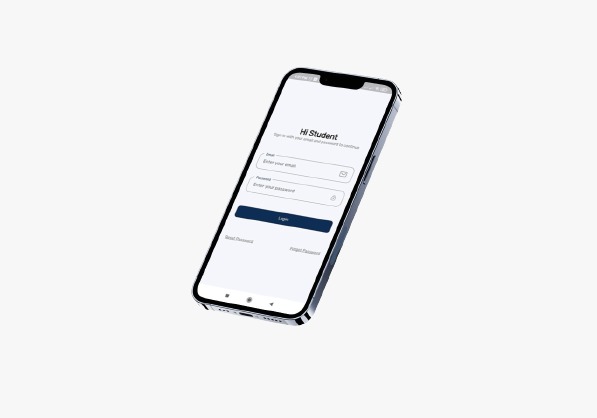 Hi Student
Sign in with your email and password to continue
Email
Enter your email
Password
Enter your password
Login
Reset Password
Forgot Password